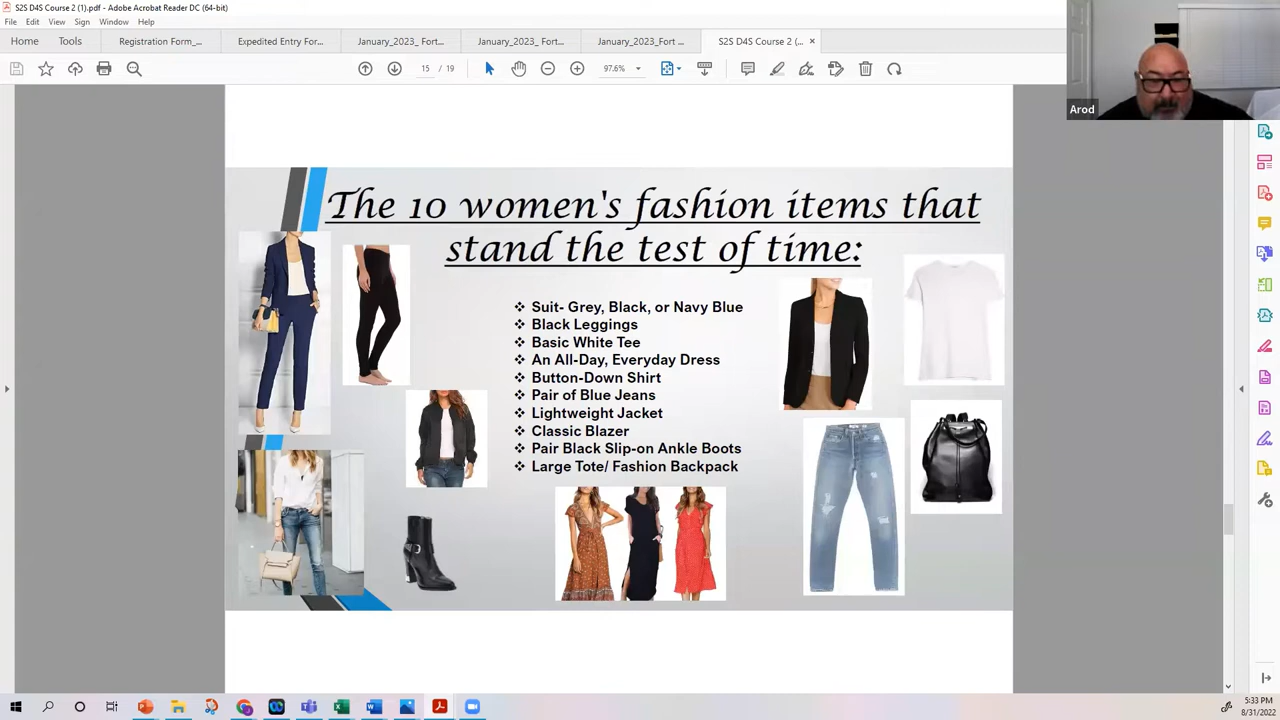 S2S D4S Course 2 (1).pdf - Adobe Acrobat Reader DC (64-bit)
File Edit View Sign Window Help
Home Tools Registration Form_... Expedited Entry For... January_2023_ Fort... January_2023_ Fort... January_2023_Fort ... S2S D4S Course 2 (... ×
15 / 19 97.6%
Arod
The 10 women's fashion items that
stand the test of time:
❖ Suit- Grey, Black, or Navy Blue
❖ Black Leggings
❖ Basic White Tee
❖ An All-Day, Everyday Dress
❖ Button-Down Shirt
❖ Pair of Blue Jeans
❖ Lightweight Jacket
❖ Classic Blazer
❖ Pair Black Slip-on Ankle Boots
❖ Large Tote/ Fashion Backpack
5:33 PM
8/31/2022